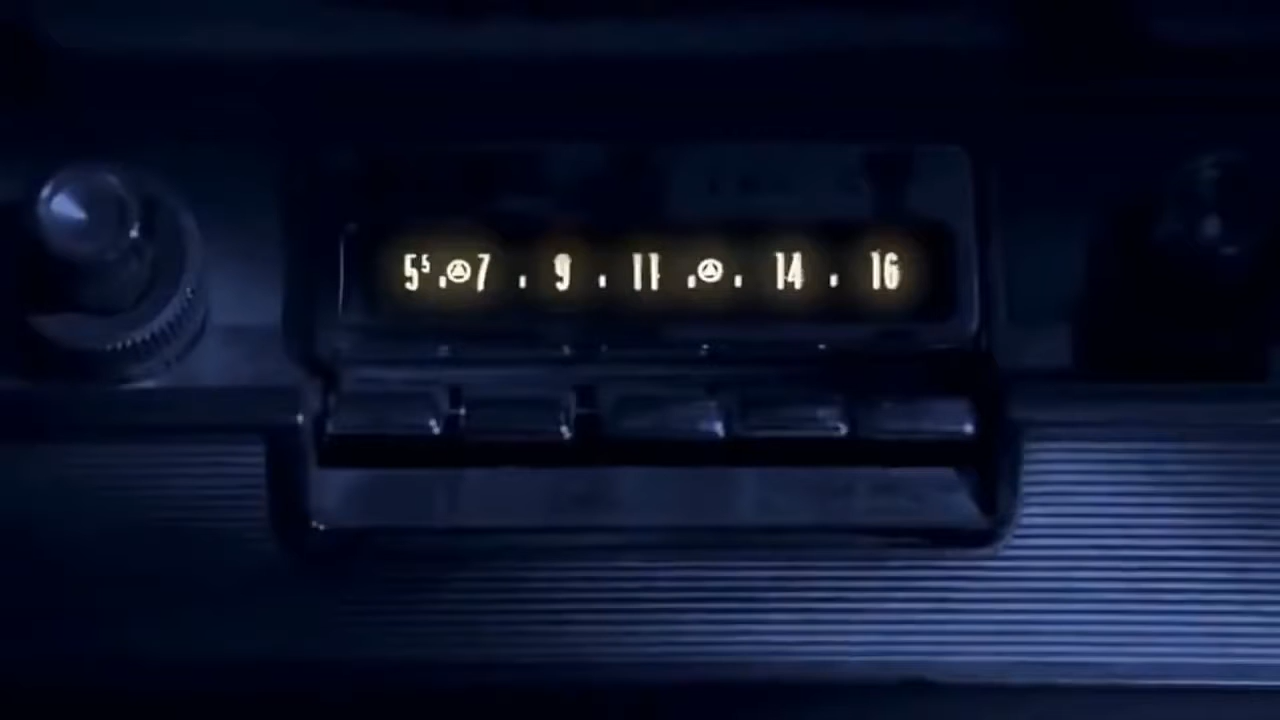 5⁵ . 7 . 9 . 11 . . 14 . 16